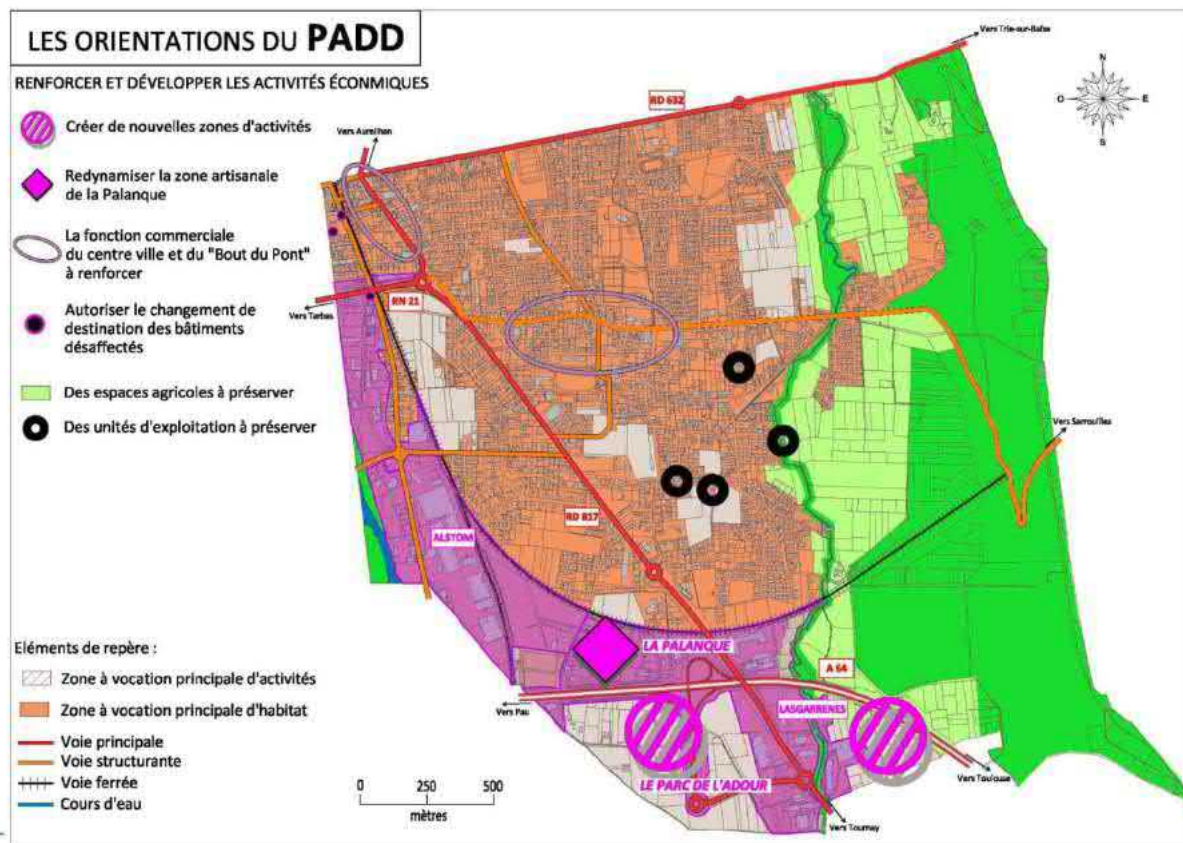 LES ORIENTATIONS DU PADD
RENFORCER ET DÉVELOPPER LES ACTIVITÉS ÉCONMIQUES
Créer de nouvelles zones d'activités
Redynamiser la zone artisanale
de la Palanque
La fonction commerciale
du centre ville et du "Bout du Pont"
à renforcer
Autoriser le changement de
destination des bâtiments
désaffectés
Des espaces agricoles à préserver
Des unités d'exploitation à préserver
Eléments de repère :
Zone à vocation principale d'activités
Zone à vocation principale d'habitat
Voie principale
Voie structurante
Voie ferrée
Cours d'eau
0 250 500
mètres
Vers Trie-sur-Baïse
N
O E
S
RD 632
Vers Aureilhan
RN 21
Vers Tarbes
Vers Sarrouilles
RD 817
ALSTOM
LA PALANQUE
A 64
Vers Pau
LASGARRENES
LE PARC DE L'ADOUR
Vers Toulouse
Vers Tournay